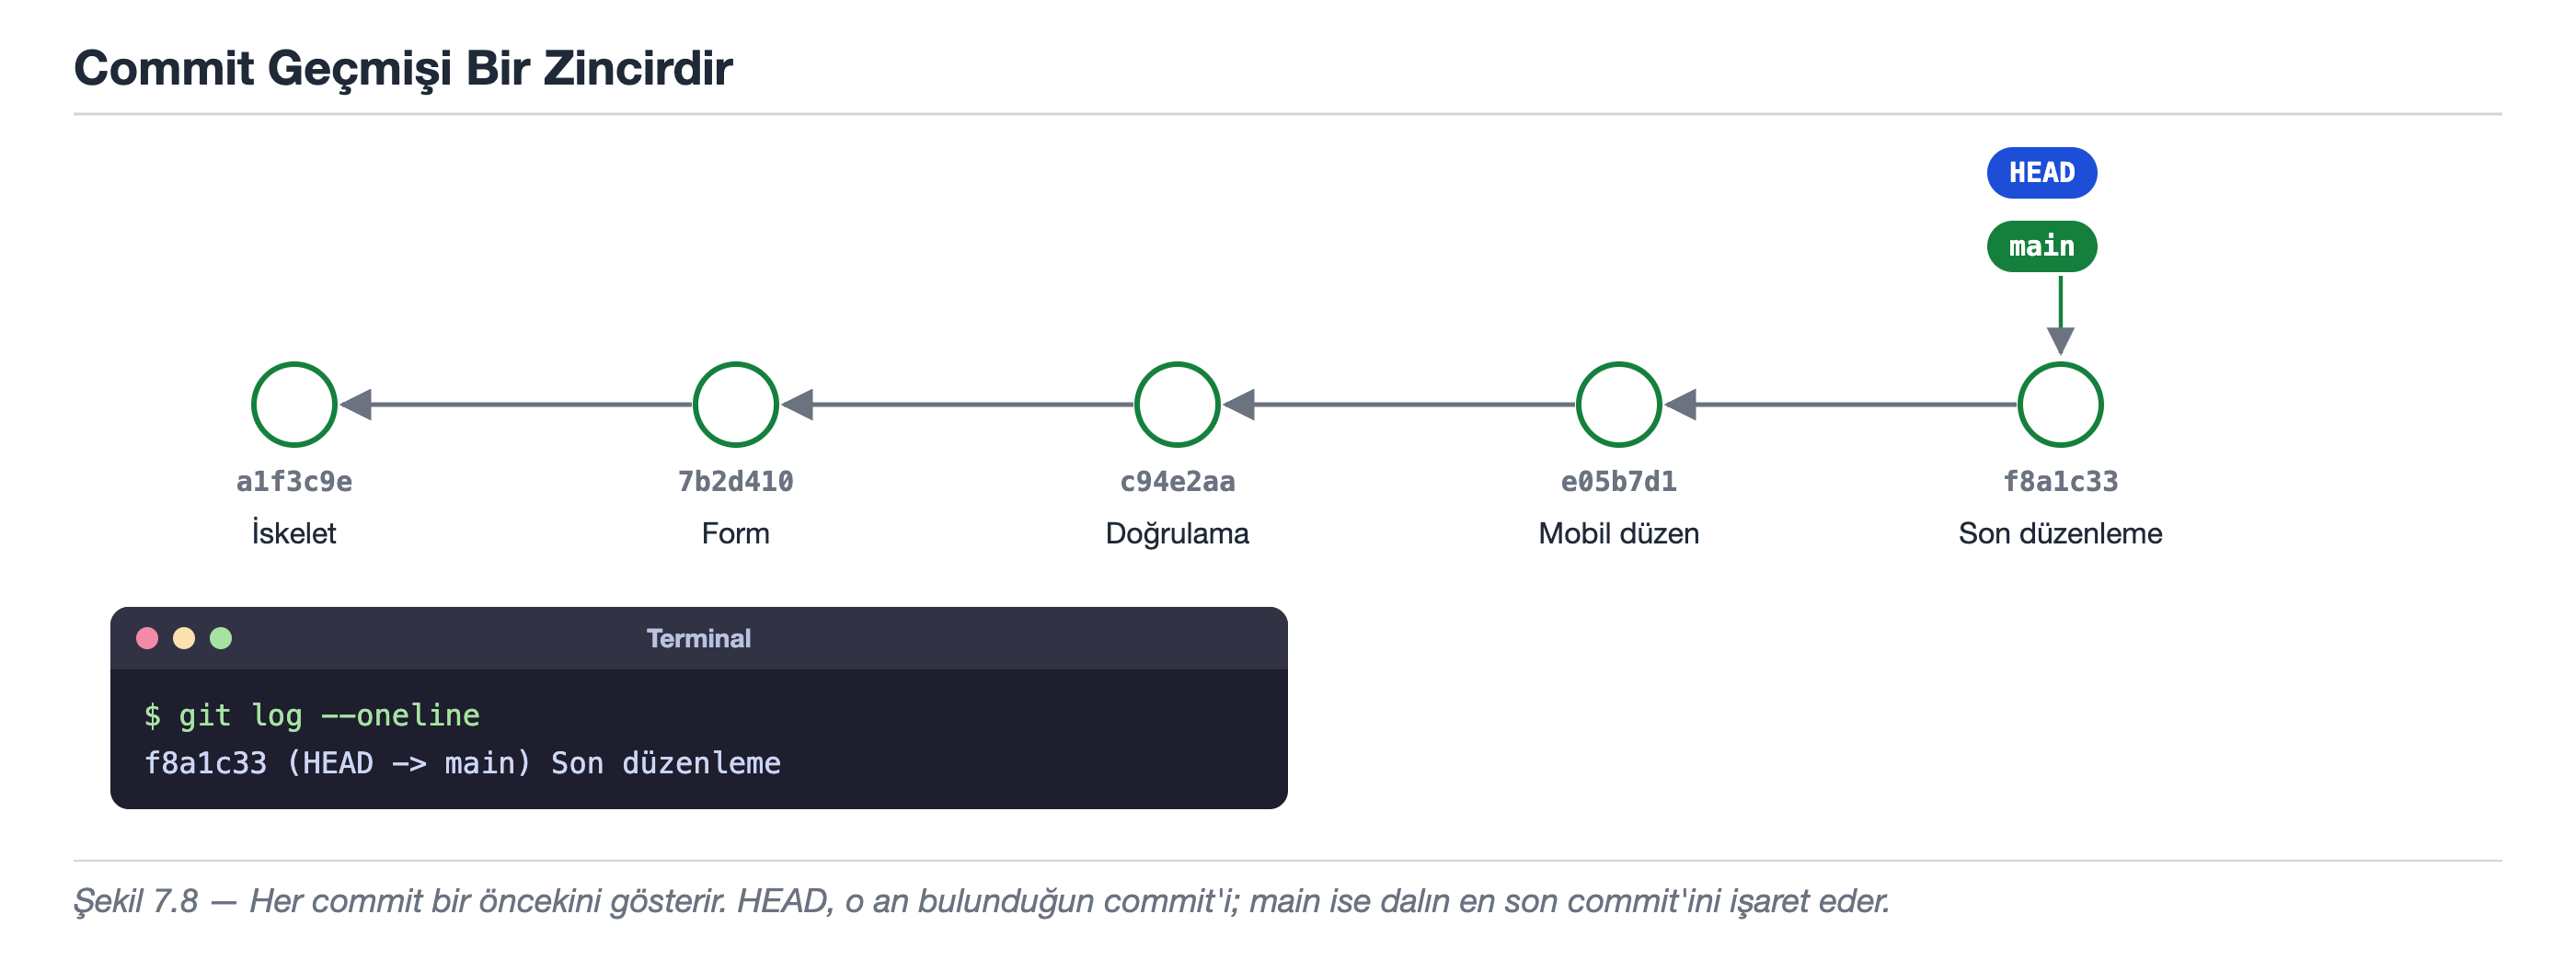 Commit Geçmişi Bir Zincirdir
HEAD
main
a1f3c9e
7b2d410
c94e2aa
e05b7d1
f8a1c33
İskelet
Form
Doğrulama
Mobil düzen
Son düzenleme
Terminal
$ git log --oneline
f8a1c33 (HEAD -> main) Son düzenleme
Şekil 7.8 — Her commit bir öncekini gösterir. HEAD, o an bulunduğun commit'i; main ise dalın en son commit'ini işaret eder.